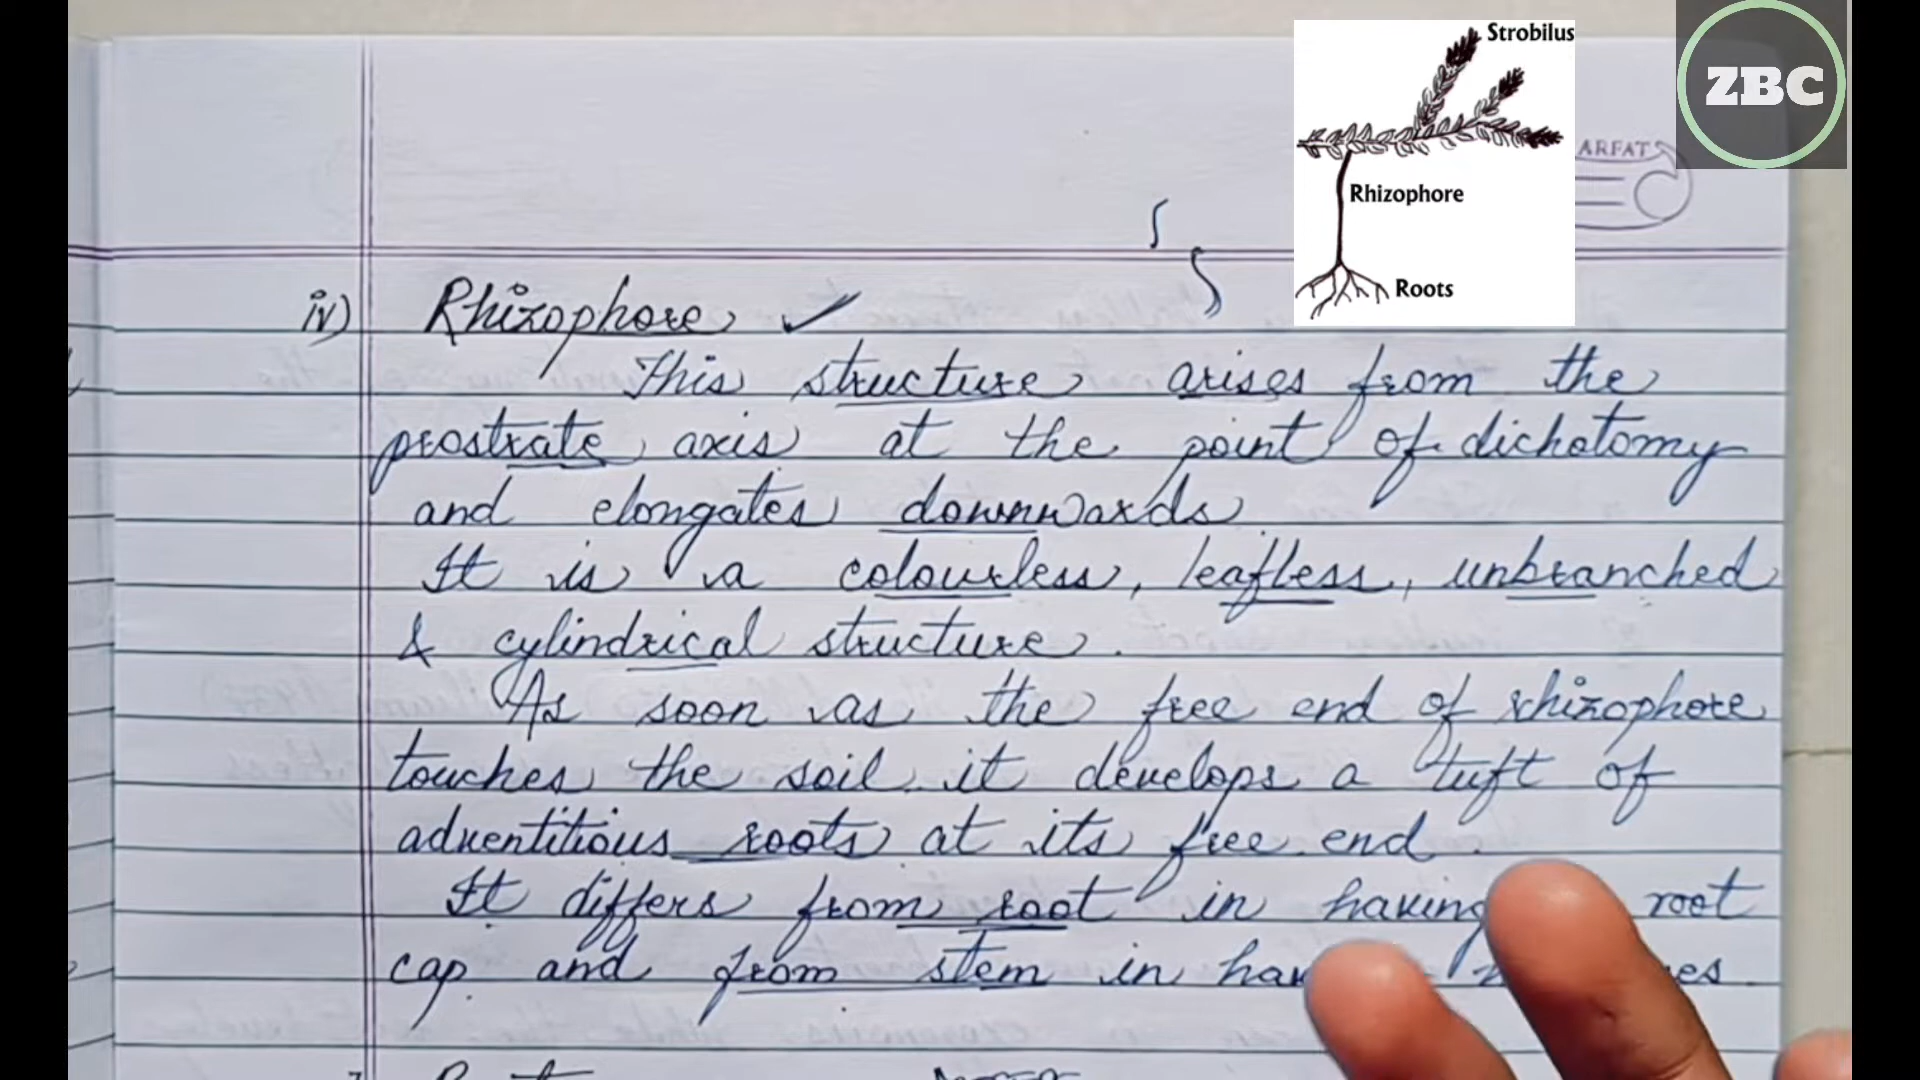 Strobilus
ZBC
ARFAT
Rhizophore
Roots
iv) Rhizophore ✓
This structure arises from the
prostrate axis at the point of dichotomy
and elongates downwards
It is a colourless, leafless, unbranched
& cylindrical structure.
As soon as the free end of rhizophore
touches the soil it develops a tuft of
adventitious roots at its free end.
It differs from root in having root
cap and from stem in